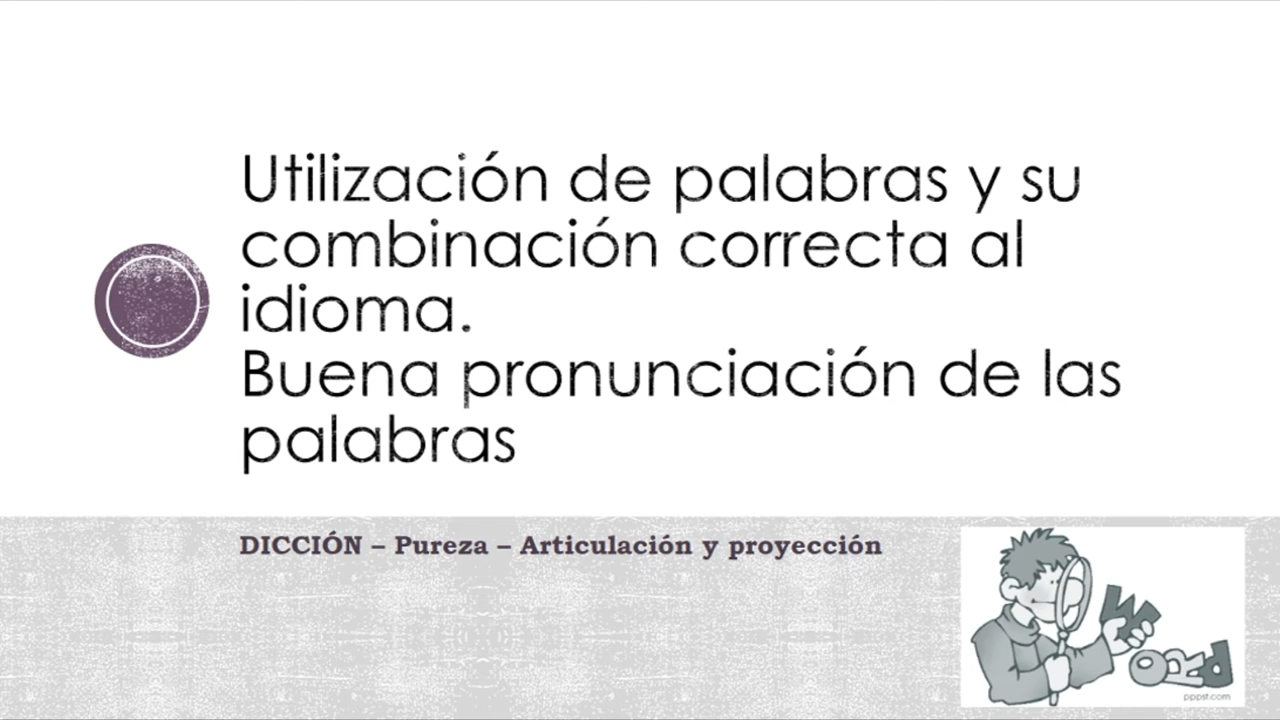 Utilización de palabras y su
combinación correcta al
idioma.
Buena pronunciación de las
palabras
DICCIÓN – Pureza – Articulación y proyección
W
ORD
pppst.com